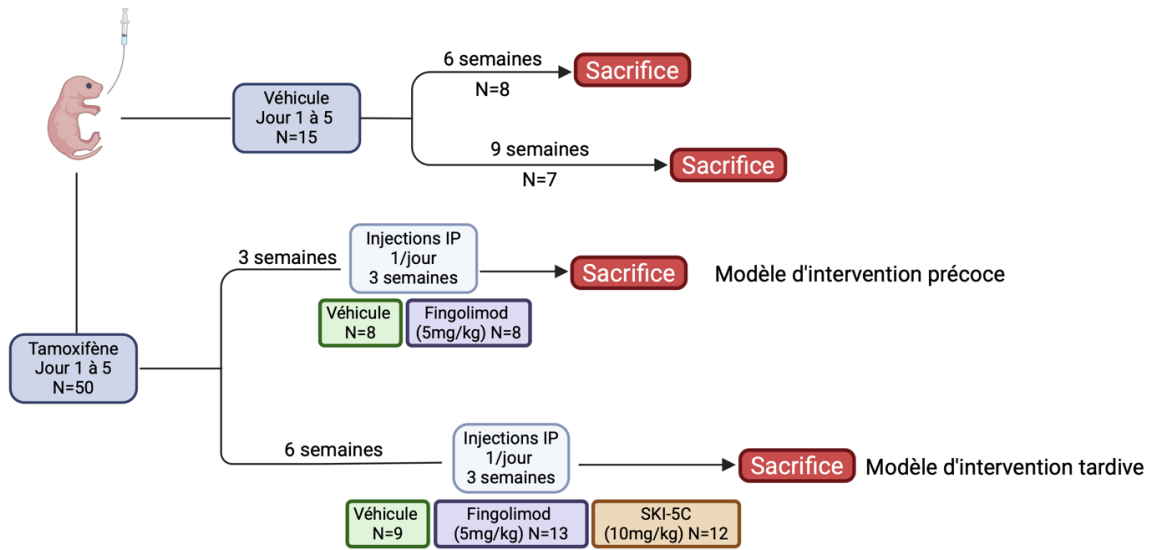 Véhicule
Jour 1 à 5
N=15
6 semaines
N=8
Sacrifice
9 semaines
N=7
Sacrifice
Tamoxifène
Jour 1 à 5
N=50
3 semaines
Injections IP
1/jour
3 semaines
Sacrifice
Modèle d'intervention précoce
Véhicule
N=8
Fingolimod
(5mg/kg) N=8
6 semaines
Injections IP
1/jour
3 semaines
Sacrifice
Modèle d'intervention tardive
Véhicule
N=9
Fingolimod
(5mg/kg) N=13
SKI-5C
(10mg/kg) N=12